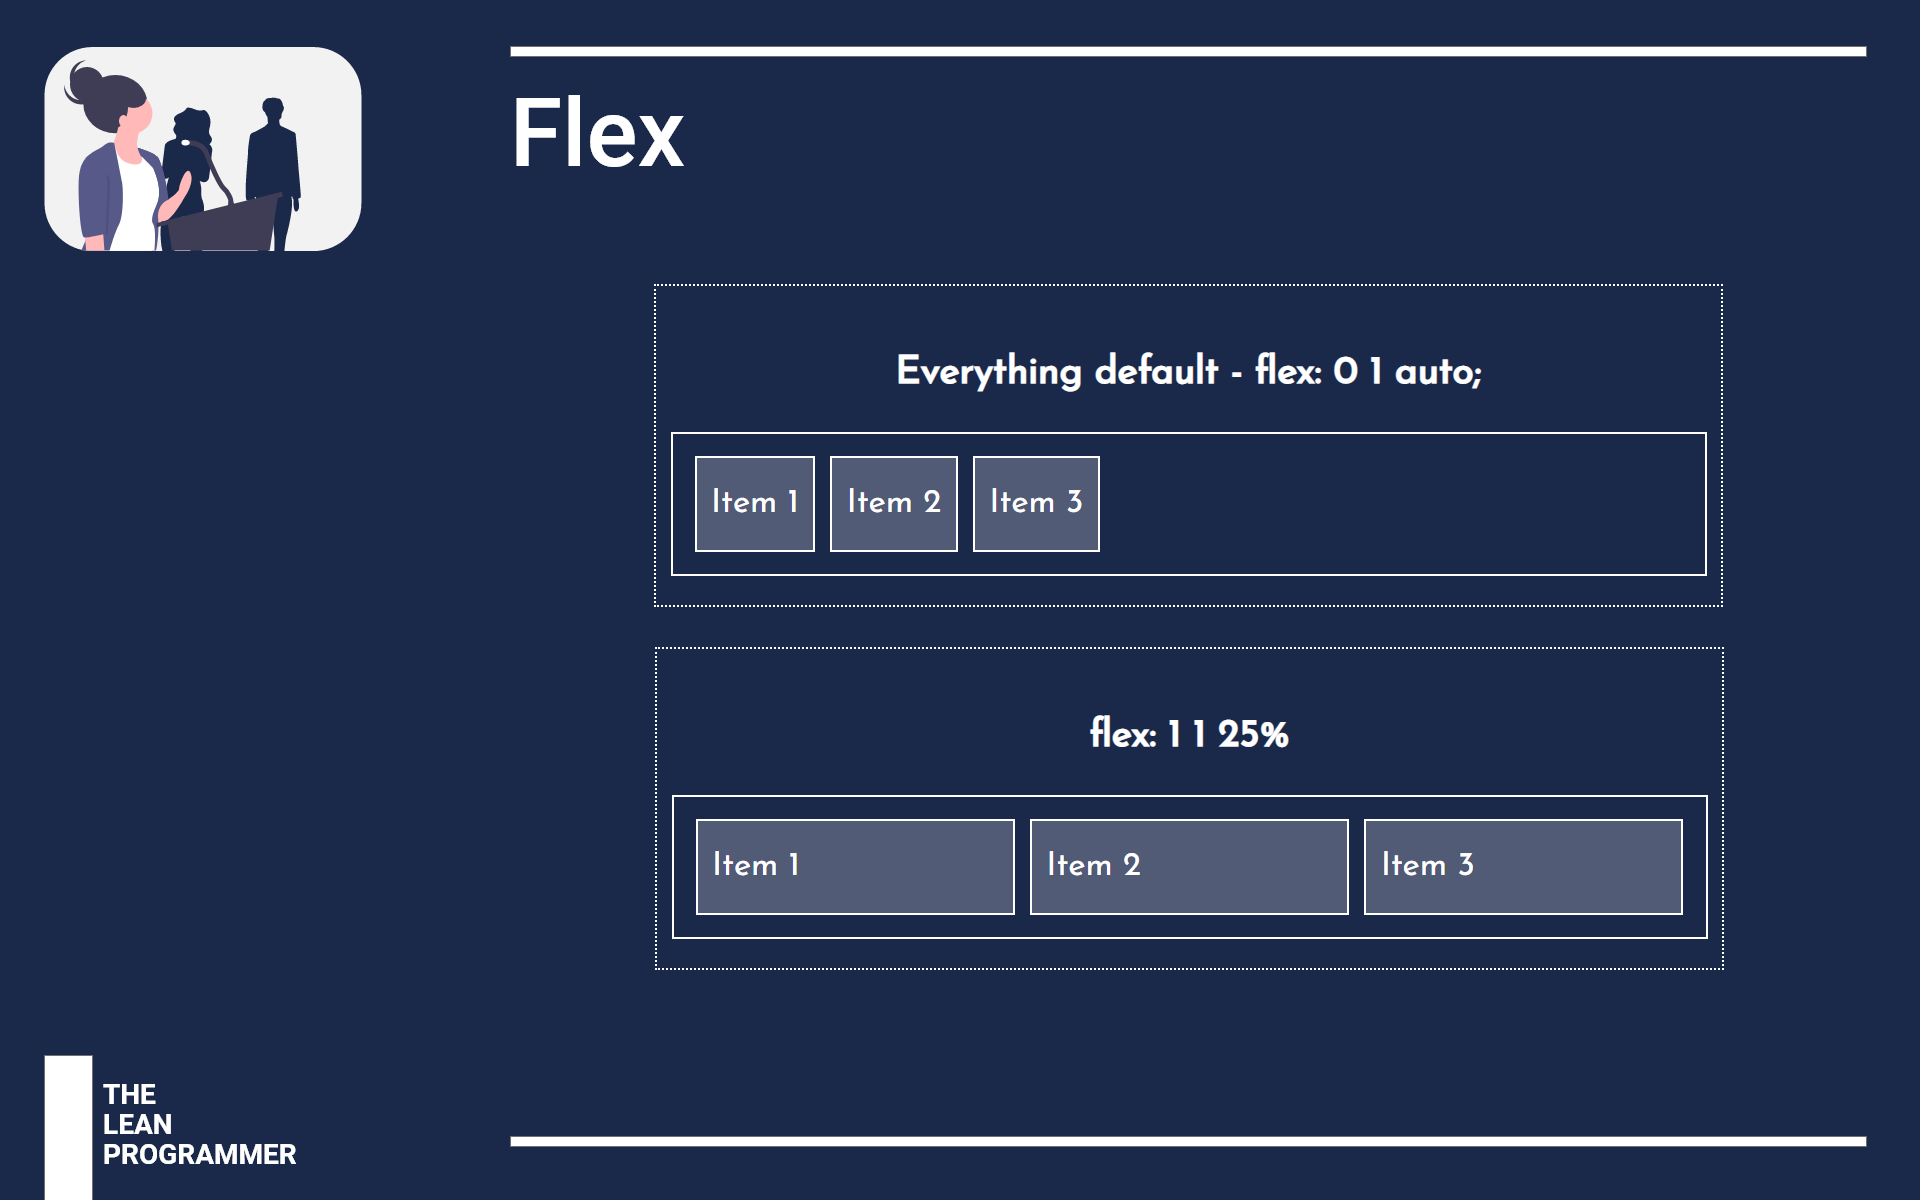 Flex
Everything default - flex: 0 1 auto;
Item 1 Item 2 Item 3
flex: 1 1 25%
Item 1 Item 2 Item 3
THE
LEAN
PROGRAMMER